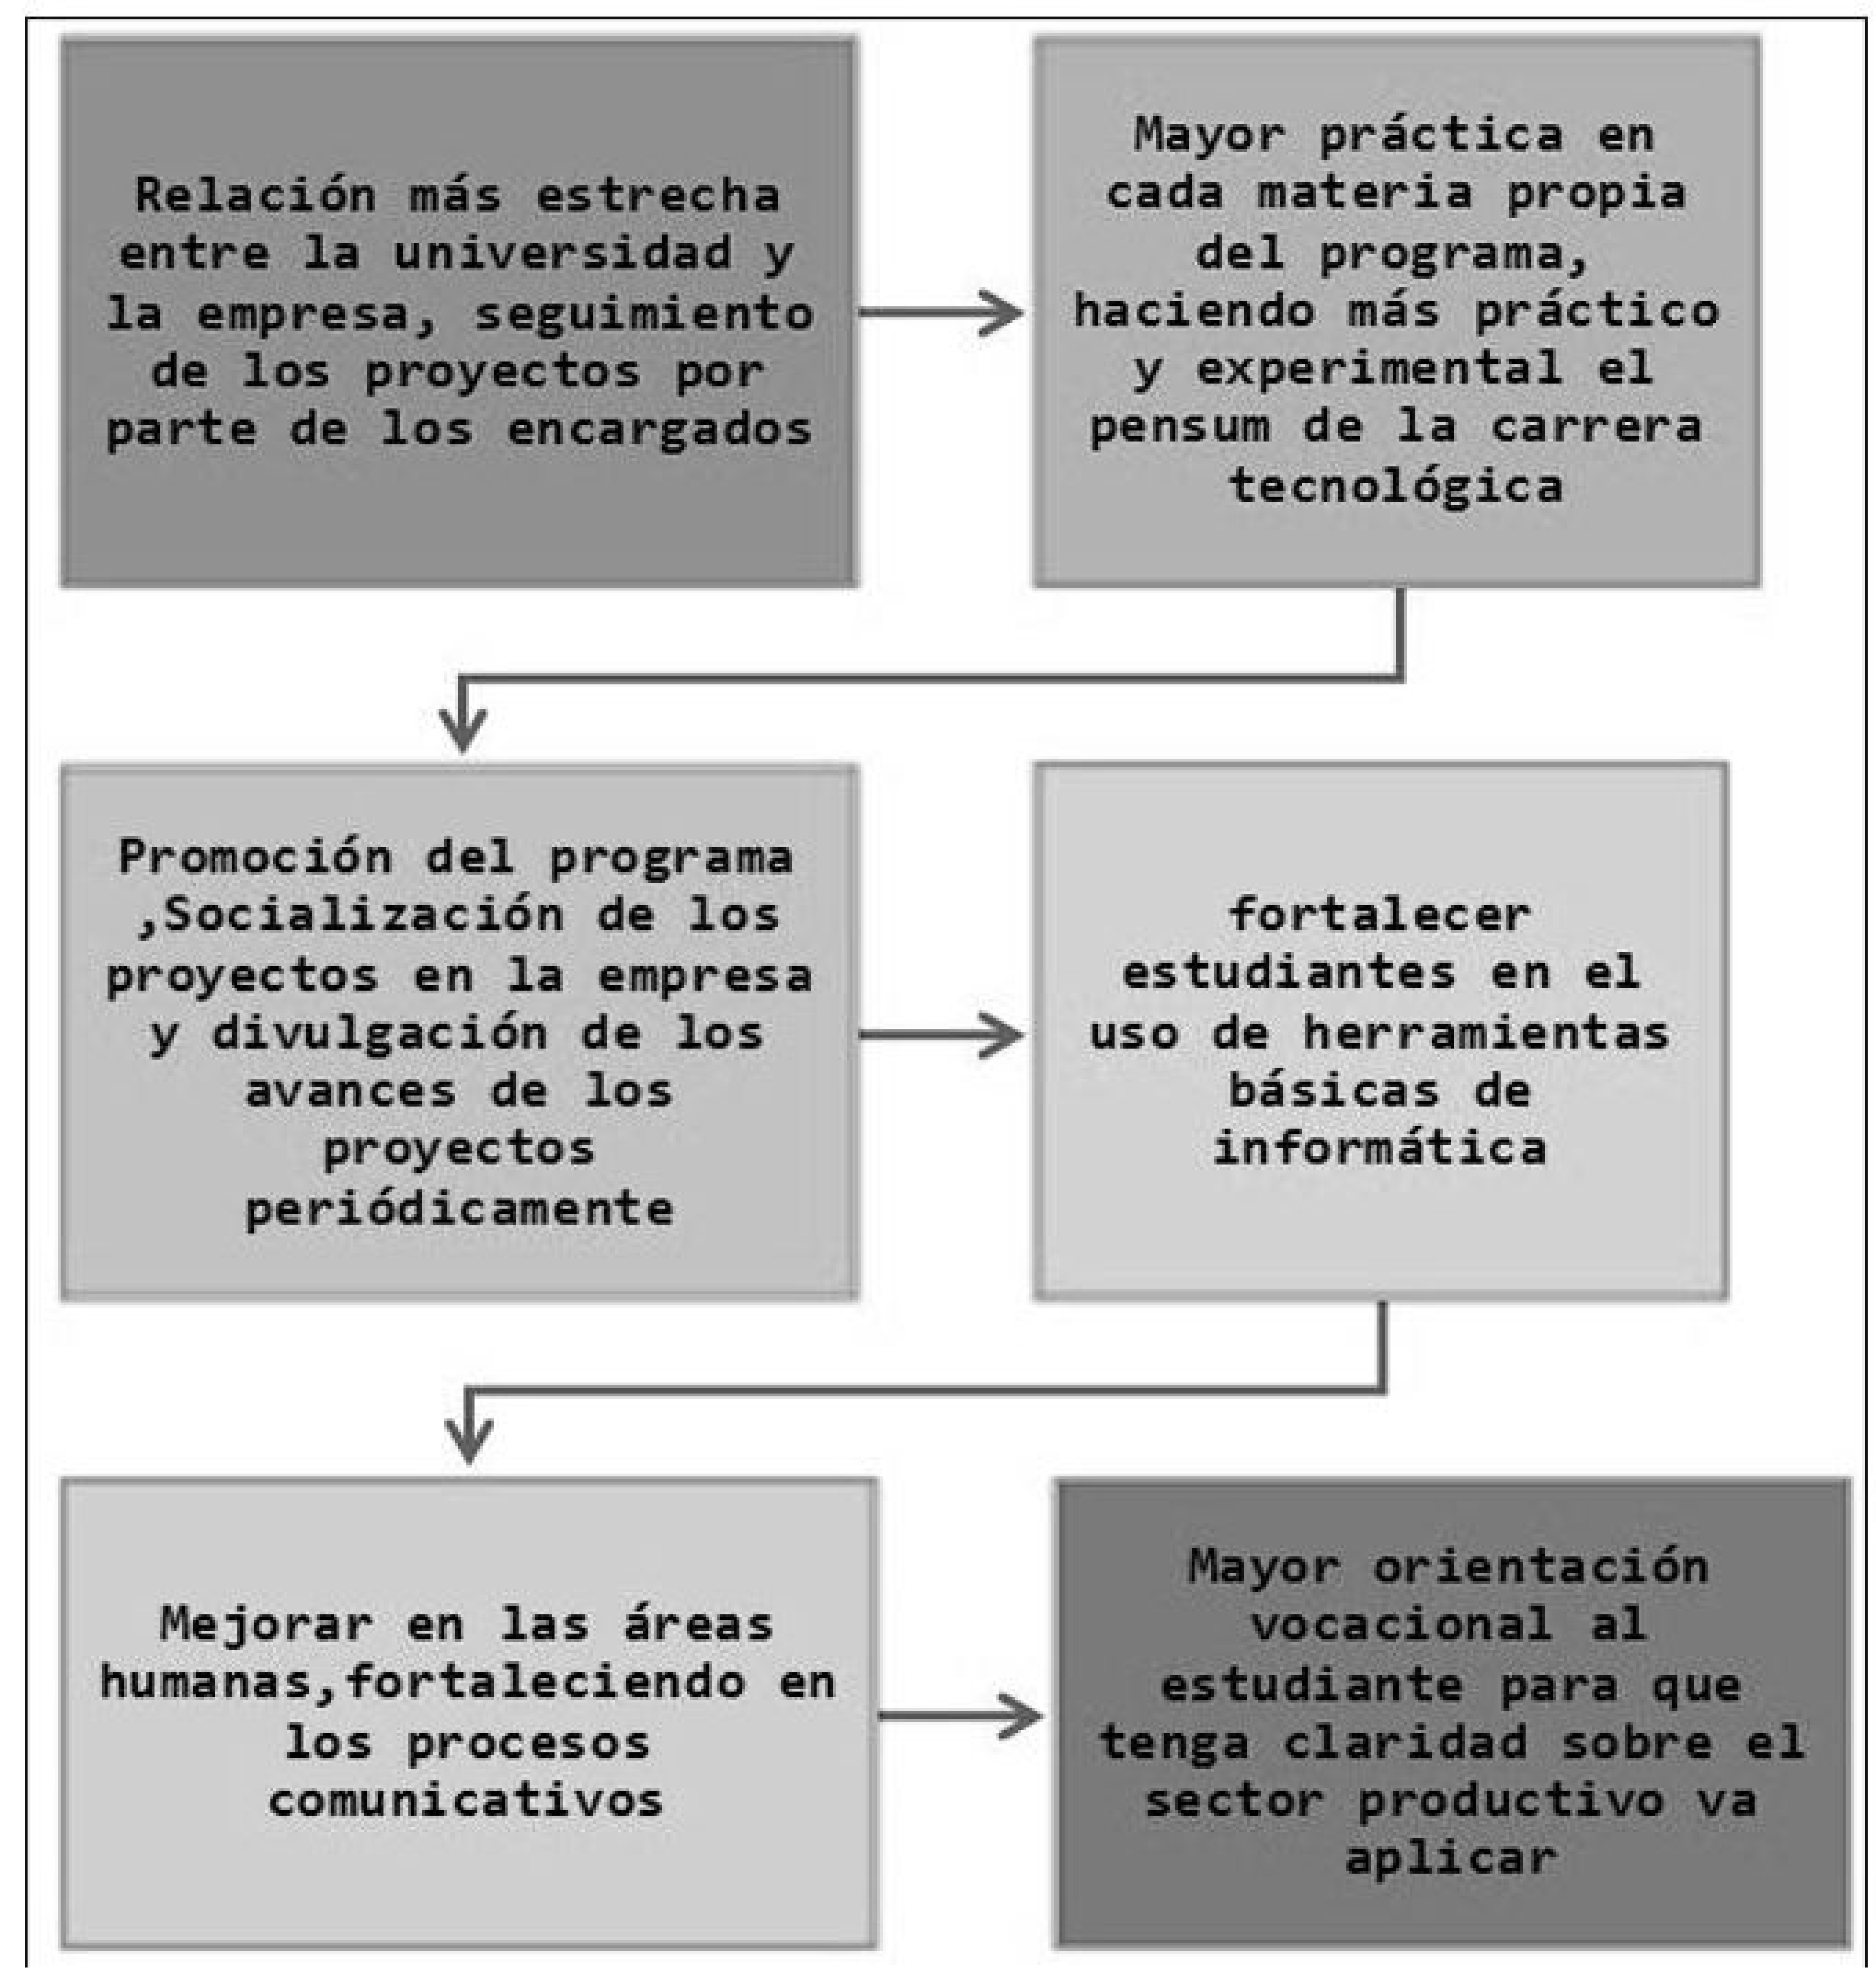 Relación más estrecha
entre la universidad y
la empresa, seguimiento
de los proyectos por
parte de los encargados
Mayor práctica en
cada materia propia
del programa,
haciendo más práctico
y experimental el
pensum de la carrera
tecnológica
Promoción del programa
,Socialización de los
proyectos en la empresa
y divulgación de los
avances de los
proyectos
periódicamente
fortalecer
estudiantes en el
uso de herramientas
básicas de
informática
Mejorar en las áreas
humanas,fortaleciendo en
los procesos
comunicativos
Mayor orientación
vocacional al
estudiante para que
tenga claridad sobre el
sector productivo va
aplicar